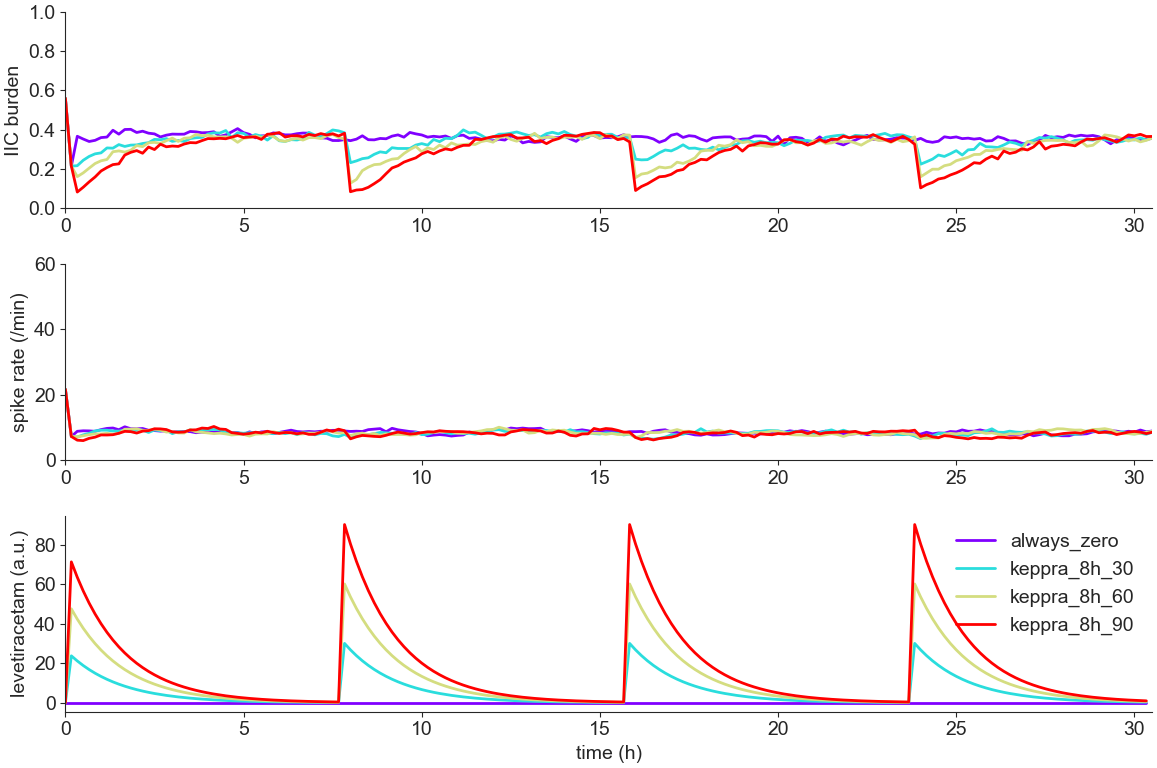 IIC burden
1.0
0.8
0.6
0.4
0.2
0.0
0 5 10 15 20 25 30
spike rate (/min)
60
40
20
0
0 5 10 15 20 25 30
levetiracetam (a.u.)
80
60
40
20
0
always_zero
keppra_8h_30
keppra_8h_60
keppra_8h_90
0 5 10 15 20 25 30
time (h)